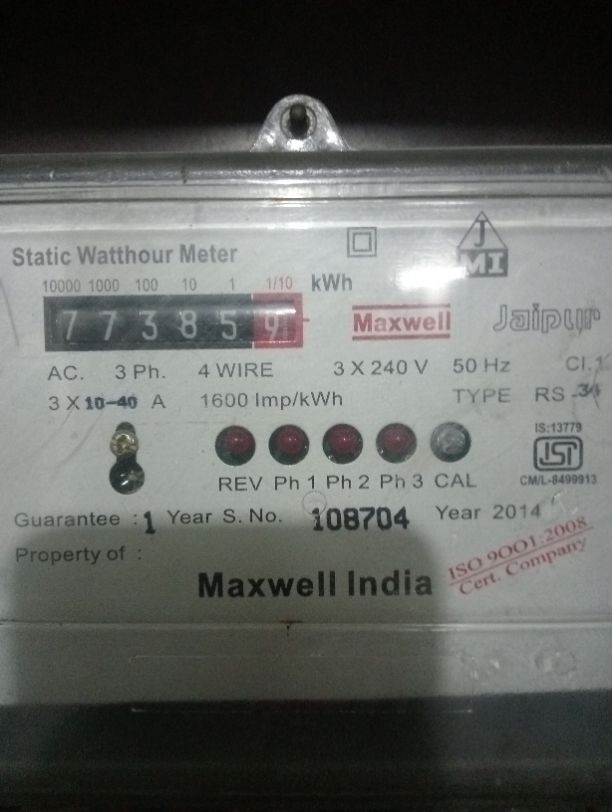 Static Watthour Meter
J
MI
10000 1000 100 10 1 1/10 kWh
7 7 3 8 5 9
Maxwell
Jaipur
AC. 3 Ph. 4 WIRE 3 X 240 V 50 Hz Cl.1
3 X 10-40 A 1600 Imp/kWh TYPE RS -34
IS:13779
ISI
CM/L-8499913
REV Ph 1 Ph 2 Ph 3 CAL
Guarantee : 1 Year S. No. 108704 Year 2014
Property of :
Maxwell India
ISO 9001:2008
Cert. Company